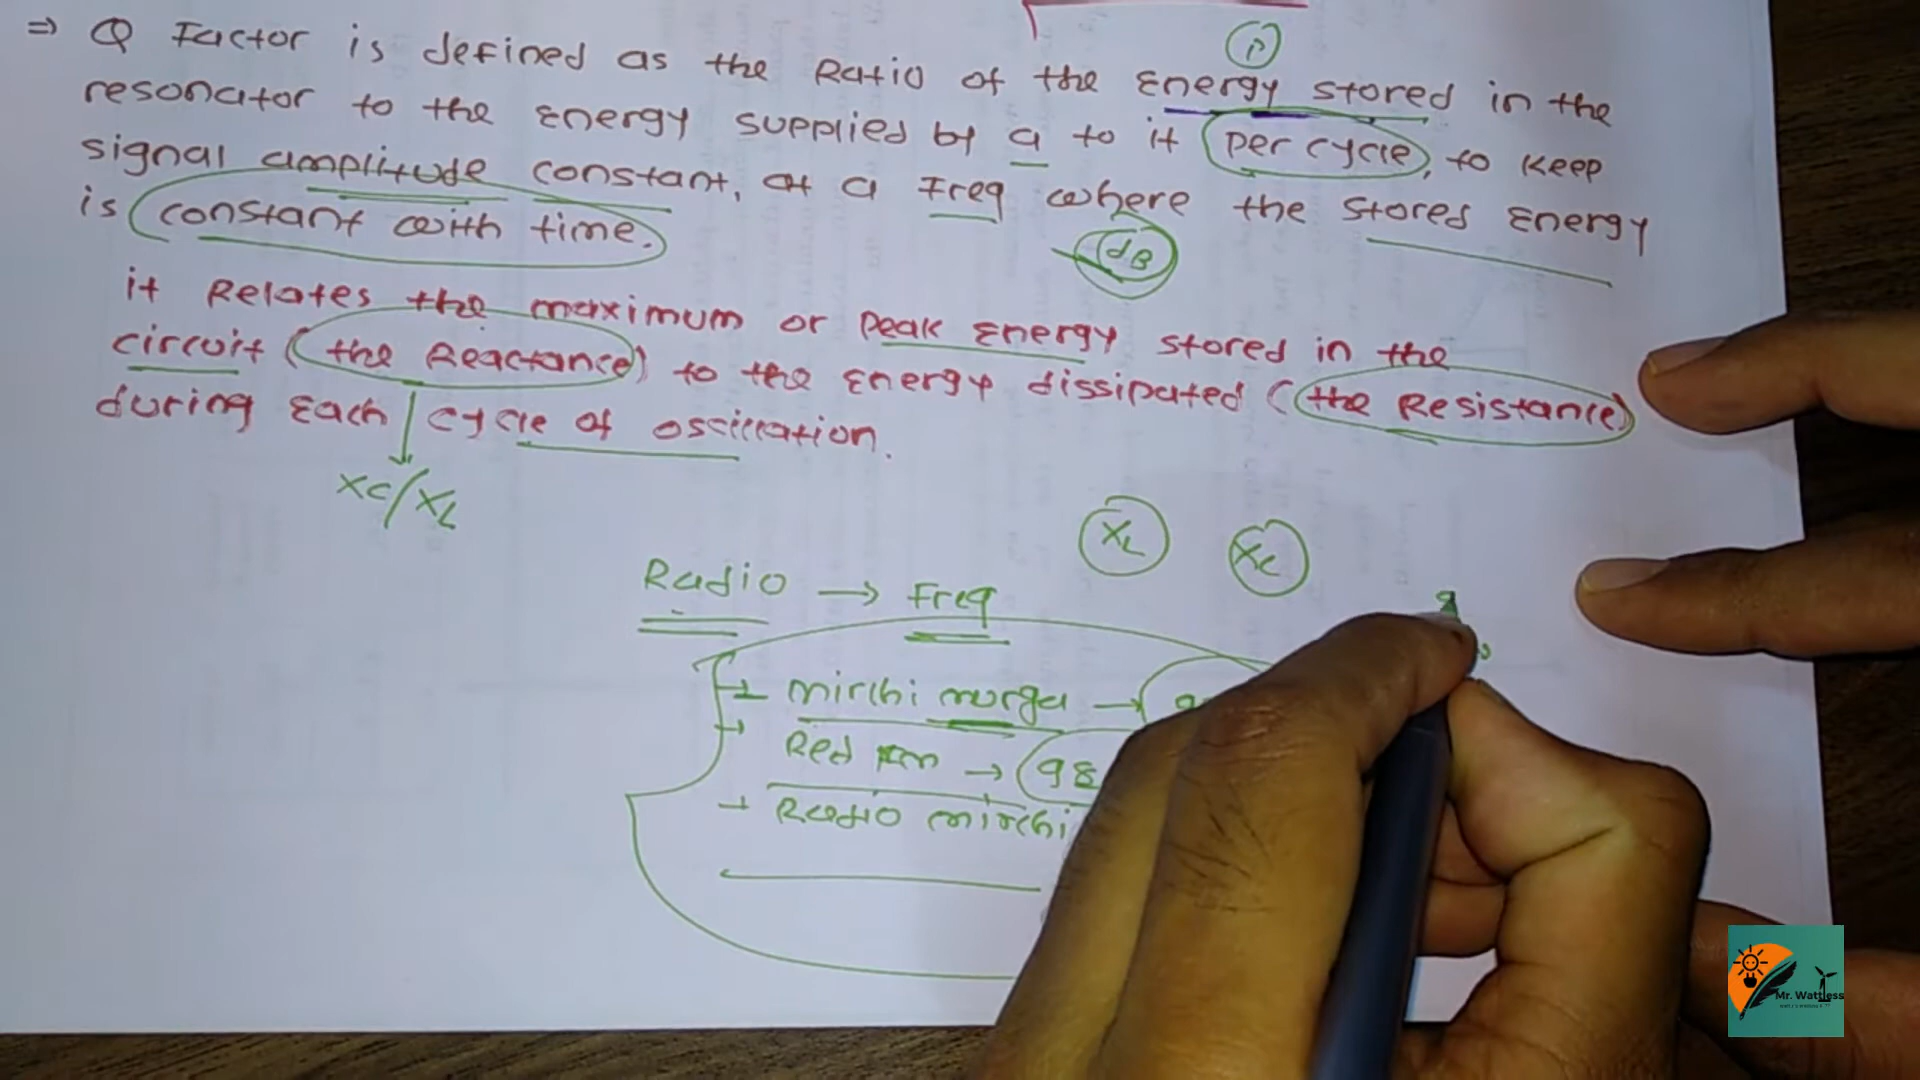 ⇒ Q Factor is defined as the Ratio of the Energy stored in the
resonator to the Energy supplied by a to it per cycle, to keep
signal amplitude constant, at a Freq where the stored Energy
is constant with time.
dB
it Relates the maximum or peak Energy stored in the
circuit (the Reactance) to the Energy dissipated (the Resistance)
during Each cycle of oscillation.
Xc/XL
XL Xc
Radio → Freq
→ mirchi murga →
→ Red →98
→ Radio mirchi
Mr. Wattless